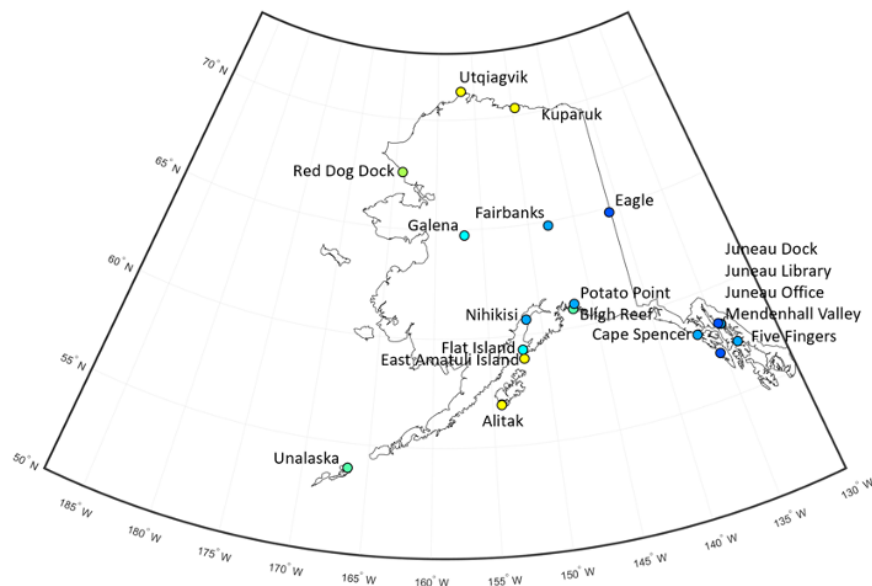 70° N
Utqiagvik
Kuparuk
65° N
Red Dog Dock
Eagle
Fairbanks
Galena
Juneau Dock
60° N
Juneau Library
Juneau Office
Potato Point
Nihikisi
Bligh Reef
Mendenhall Valley
Cape Spencer
Five Fingers
Flat Island
East Amatuli Island
55° N
Alitak
Unalaska
50° N
185° W
180° W
175° W
170° W
165° W
160° W
155° W
150° W
145° W
140° W
135° W
130° W